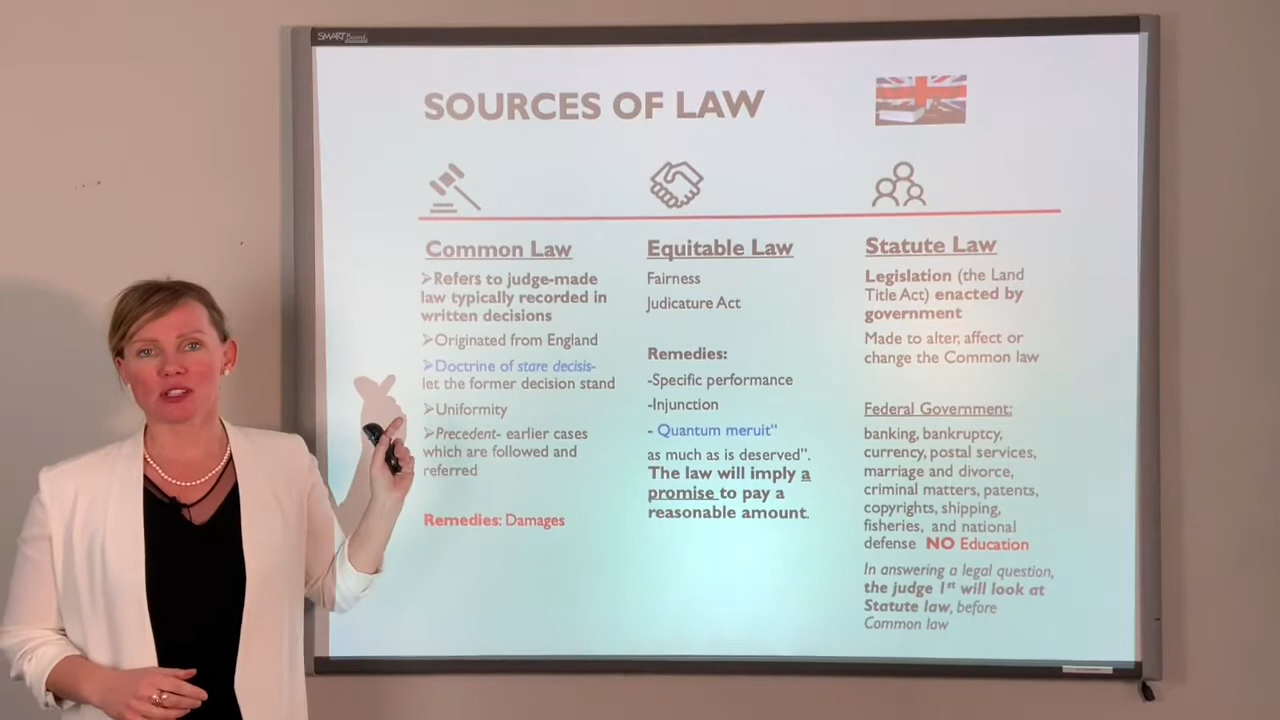 SMART Board
SOURCES OF LAW
Common Law
➢Refers to judge-made
law typically recorded in
written decisions
➢Originated from England
➢Doctrine of stare decisis-
let the former decision stand
➢Uniformity
➢Precedent- earlier cases
which are followed and
referred
Remedies: Damages
Equitable Law
Fairness
Judicature Act
Remedies:
-Specific performance
-Injunction
- Quantum meruit"
as much as is deserved".
The law will imply a
promise to pay a
reasonable amount.
Statute Law
Legislation (the Land
Title Act) enacted by
government
Made to alter, affect or
change the Common law
Federal Government:
banking, bankruptcy,
currency, postal services,
marriage and divorce,
criminal matters, patents,
copyrights, shipping,
fisheries, and national
defense NO Education
In answering a legal question,
the judge 1st will look at
Statute law, before
Common law